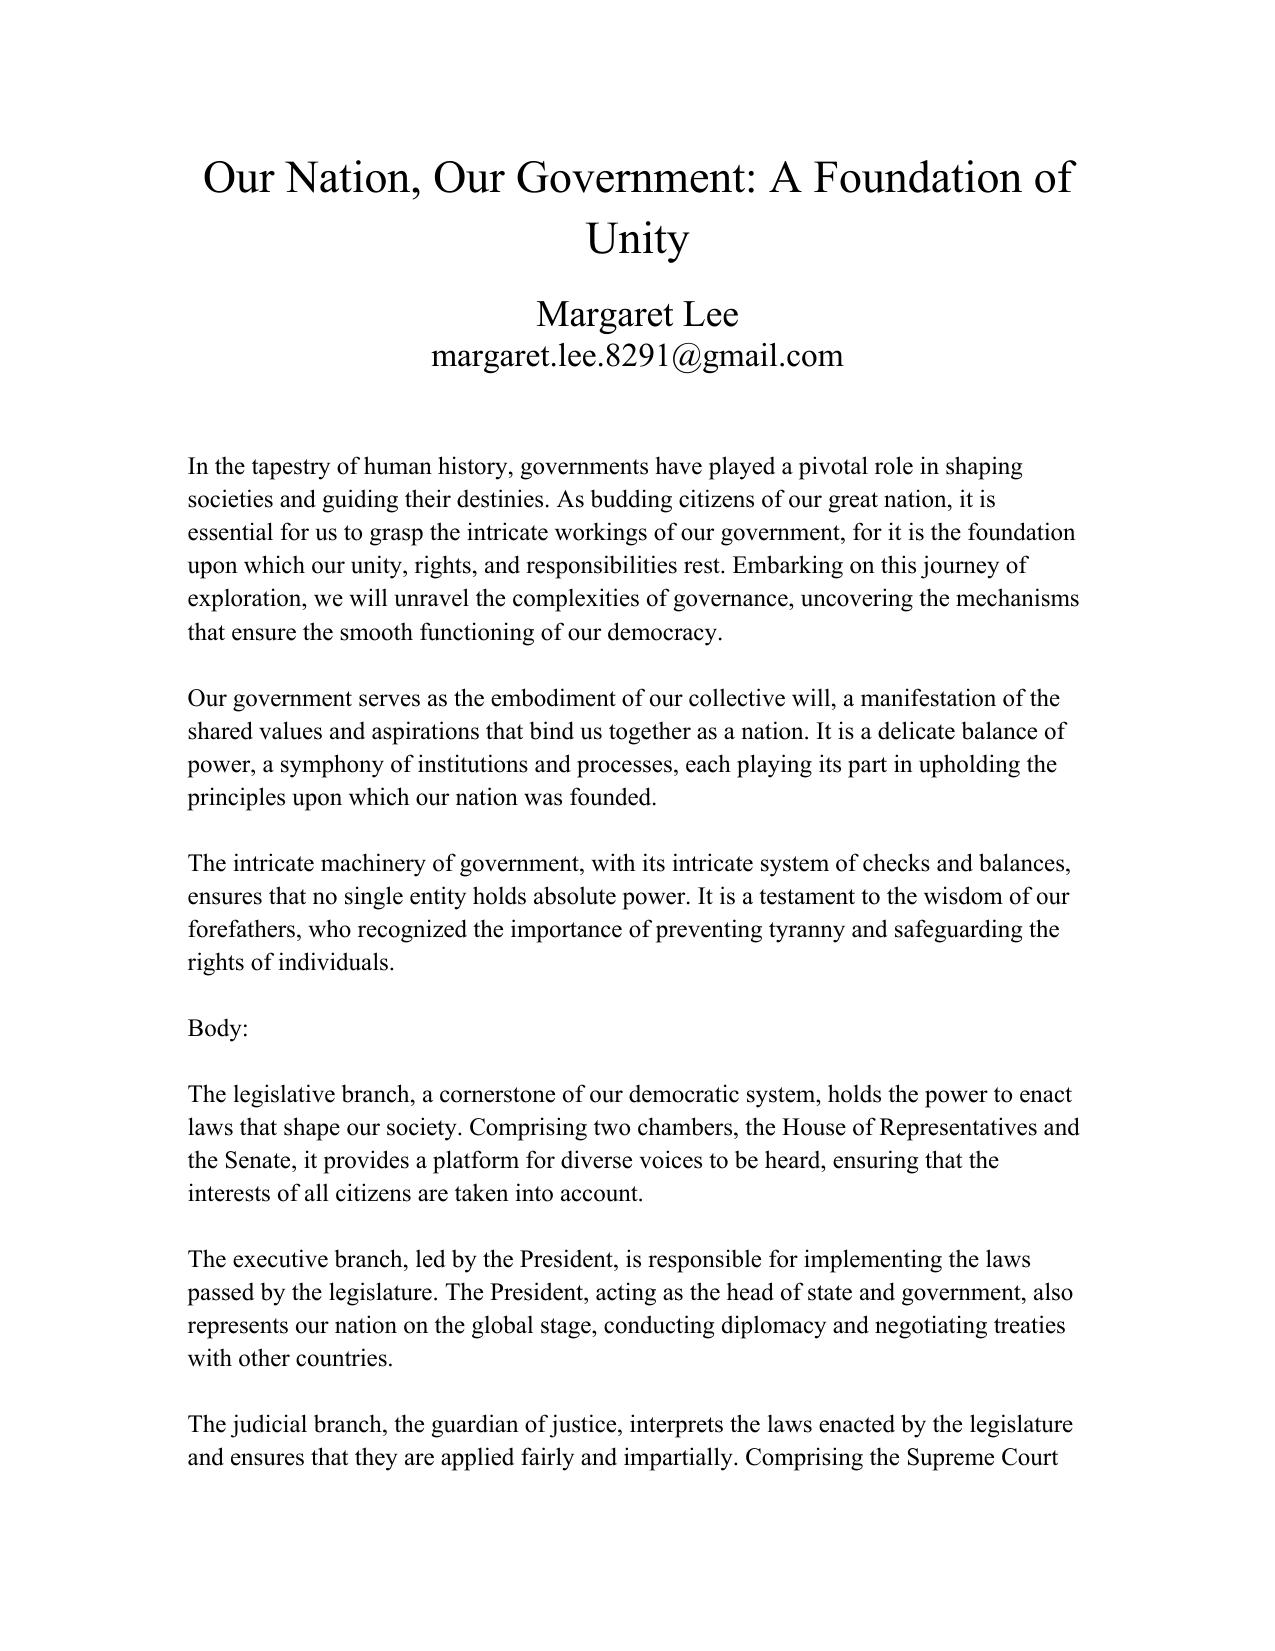 Our Nation, Our Government: A Foundation of
Unity
Margaret Lee
margaret.lee.8291@gmail.com
In the tapestry of human history, governments have played a pivotal role in shaping
societies and guiding their destinies. As budding citizens of our great nation, it is
essential for us to grasp the intricate workings of our government, for it is the foundation
upon which our unity, rights, and responsibilities rest. Embarking on this journey of
exploration, we will unravel the complexities of governance, uncovering the mechanisms
that ensure the smooth functioning of our democracy.
Our government serves as the embodiment of our collective will, a manifestation of the
shared values and aspirations that bind us together as a nation. It is a delicate balance of
power, a symphony of institutions and processes, each playing its part in upholding the
principles upon which our nation was founded.
The intricate machinery of government, with its intricate system of checks and balances,
ensures that no single entity holds absolute power. It is a testament to the wisdom of our
forefathers, who recognized the importance of preventing tyranny and safeguarding the
rights of individuals.
Body:
The legislative branch, a cornerstone of our democratic system, holds the power to enact
laws that shape our society. Comprising two chambers, the House of Representatives and
the Senate, it provides a platform for diverse voices to be heard, ensuring that the
interests of all citizens are taken into account.
The executive branch, led by the President, is responsible for implementing the laws
passed by the legislature. The President, acting as the head of state and government, also
represents our nation on the global stage, conducting diplomacy and negotiating treaties
with other countries.
The judicial branch, the guardian of justice, interprets the laws enacted by the legislature
and ensures that they are applied fairly and impartially. Comprising the Supreme Court